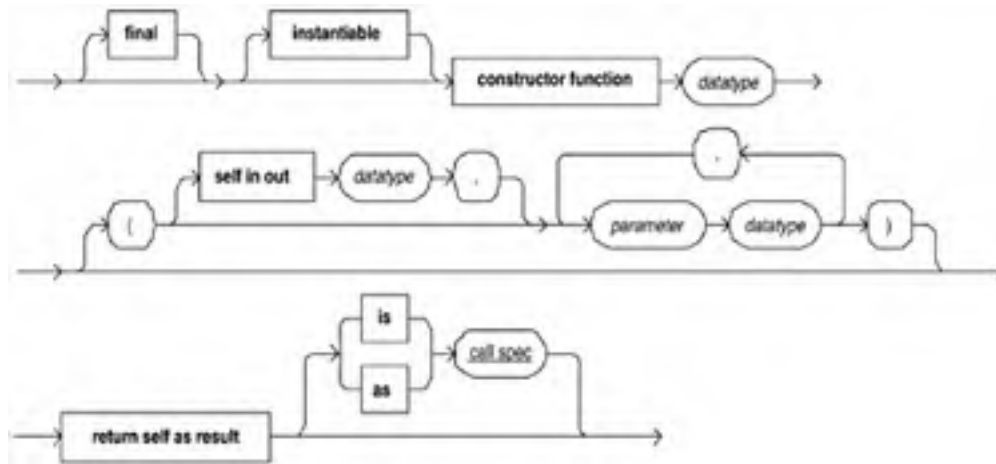 final instantiable
constructor function datatype
,
self in out datatype ,
( parameter datatype )
is
call spec
as
return self as result